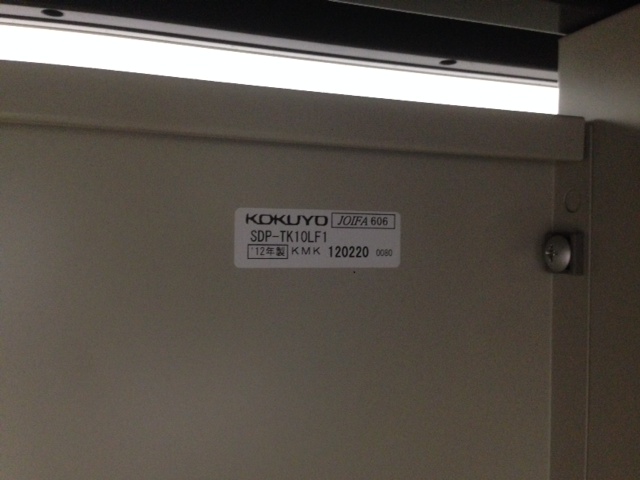 KOKUYO JOIFA 606
SDP-TK10LF1
'12年製 KMK 120220 0080